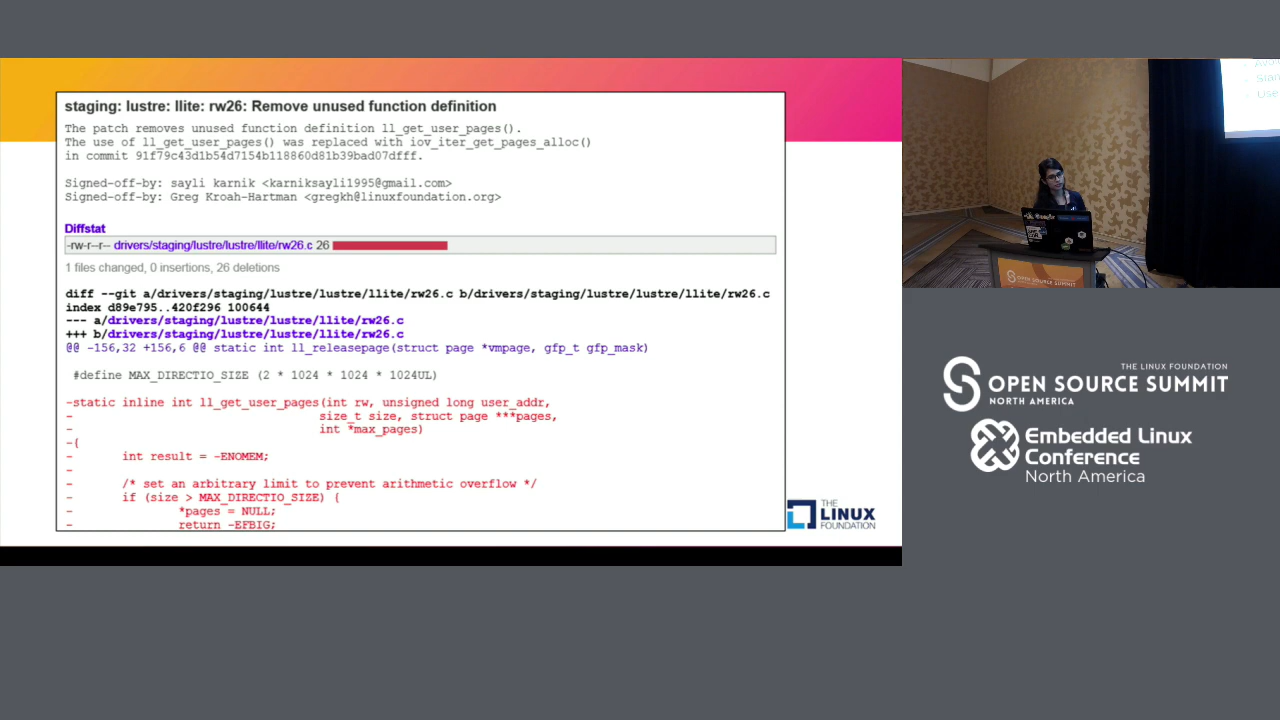 staging: lustre: llite: rw26: Remove unused function definition
The patch removes unused function definition ll_get_user_pages().
The use of ll_get_user_pages() was replaced with iov_iter_get_pages_alloc()
in commit 91f79c43d1b54d7154b118860d81b39bad07dfff.
Signed-off-by: sayli karnik <karniksayli1995@gmail.com>
Signed-off-by: Greg Kroah-Hartman <gregkh@linuxfoundation.org>
Diffstat
-rw-r--r-- drivers/staging/lustre/lustre/llite/rw26.c 26
1 files changed, 0 insertions, 26 deletions
diff --git a/drivers/staging/lustre/lustre/llite/rw26.c b/drivers/staging/lustre/lustre/llite/rw26.c
index d89e795..420f296 100644
--- a/drivers/staging/lustre/lustre/llite/rw26.c
+++ b/drivers/staging/lustre/lustre/llite/rw26.c
@@ -156,32 +156,6 @@ static int ll_releasepage(struct page *vmpage, gfp_t gfp_mask)
#define MAX_DIRECTIO_SIZE (2 * 1024 * 1024 * 1024UL)
-static inline int ll_get_user_pages(int rw, unsigned long user_addr,
- size_t size, struct page ***pages,
- int *max_pages)
-{
- int result = -ENOMEM;
-
- /* set an arbitrary limit to prevent arithmetic overflow */
- if (size > MAX_DIRECTIO_SIZE) {
- *pages = NULL;
- return -EFBIG;
THE
LINUX
FOUNDATION
OPEN SOURCE SUMMIT
THE LINUX FOUNDATION
OPEN SOURCE SUMMIT
NORTH AMERICA
Embedded Linux
Conference
North America